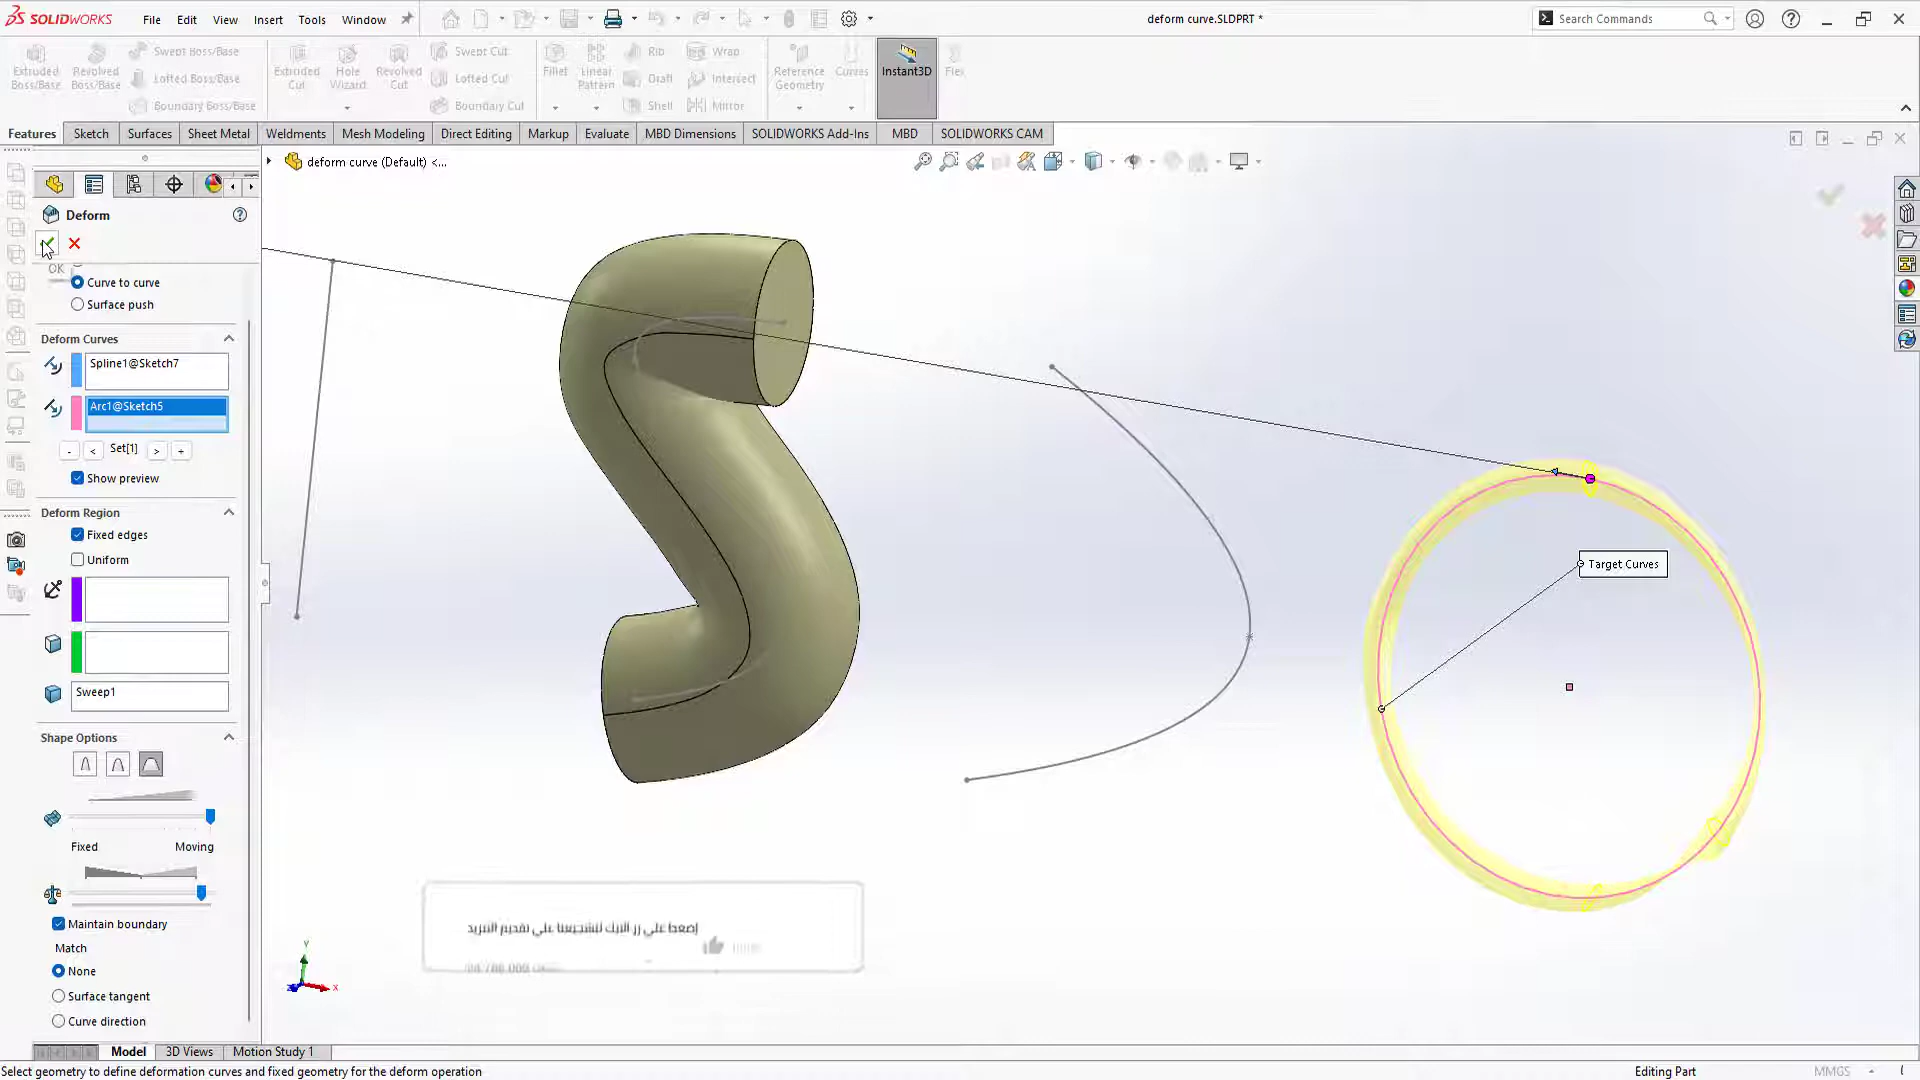 SOLIDWORKS
File Edit View Insert Tools Window
deform curve.SLDPRT *
Search Commands
Extruded Boss/Base
Revolved Boss/Base
Swept Boss/Base
Lofted Boss/Base
Boundary Boss/Base
Extruded Cut
Hole Wizard
Revolved Cut
Swept Cut
Lofted Cut
Boundary Cut
Fillet
Linear Pattern
Rib
Draft
Shell
Wrap
Intersect
Mirror
Reference Geometry
Curves
Instant3D
Flex
Features Sketch Surfaces Sheet Metal Weldments Mesh Modeling Direct Editing Markup Evaluate MBD Dimensions SOLIDWORKS Add-Ins MBD SOLIDWORKS CAM
deform curve (Default) <...
Deform
OK
Curve to curve
Surface push
Deform Curves
Spline1@Sketch7
Arc1@Sketch5
- < Set[1] > +
Show preview
Deform Region
Fixed edges
Uniform
Sweep1
Shape Options
Fixed Moving
Maintain boundary
Match
None
Surface tangent
Curve direction
Target Curves
إضغط علي زر اللايك لتشجيعنا علي تقديم المزيد
Y
X
Z
Model 3D Views Motion Study 1
Select geometry to define deformation curves and fixed geometry for the deform operation
Editing Part
MMGS